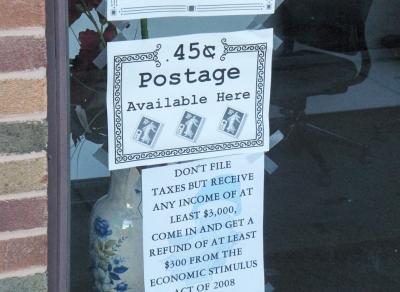 .45¢
Postage
Available Here
DON'T FILE
TAXES BUT RECEIVE
ANY INCOME OF AT
LEAST $3,000,
COME IN AND GET A
REFUND OF AT LEAST
$300 FROM THE
ECONOMIC STIMULUS
ACT OF 2008